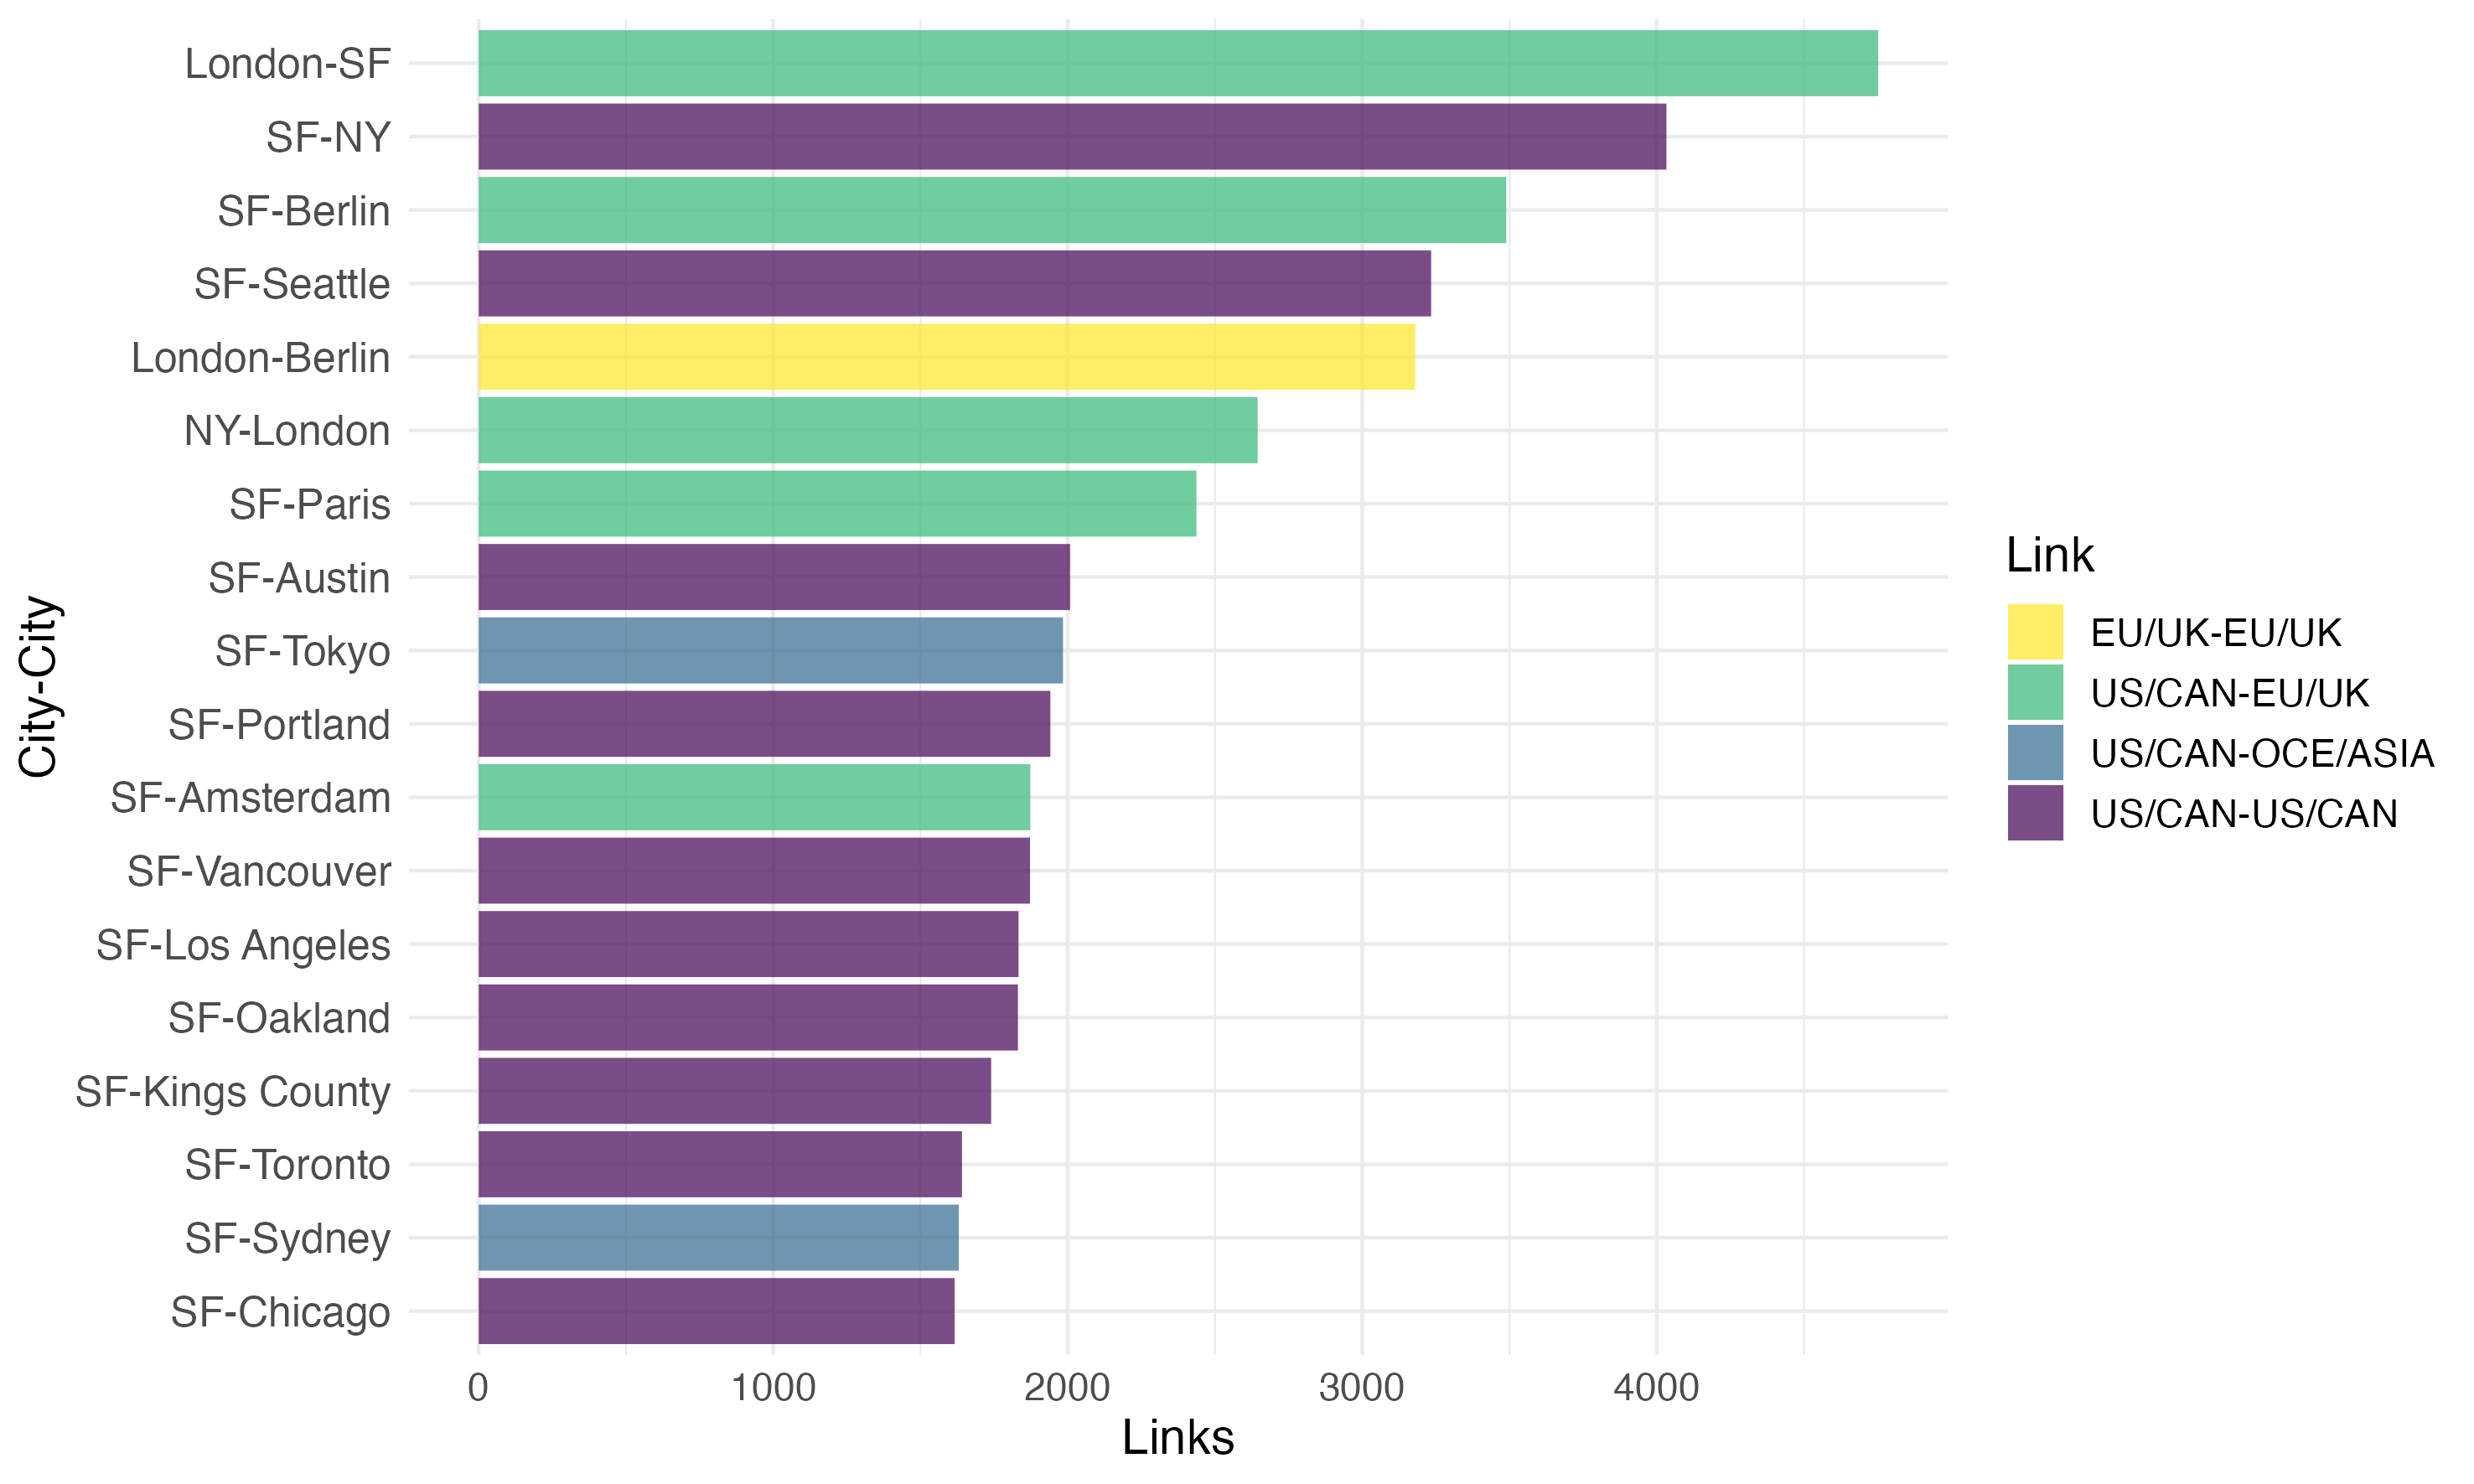 London-SF
SF-NY
SF-Berlin
SF-Seattle
London-Berlin
NY-London
SF-Paris
SF-Austin
SF-Tokyo
SF-Portland
SF-Amsterdam
SF-Vancouver
SF-Los Angeles
SF-Oakland
SF-Kings County
SF-Toronto
SF-Sydney
SF-Chicago
City-City
0 1000 2000 3000 4000
Links
Link
EU/UK-EU/UK
US/CAN-EU/UK
US/CAN-OCE/ASIA
US/CAN-US/CAN